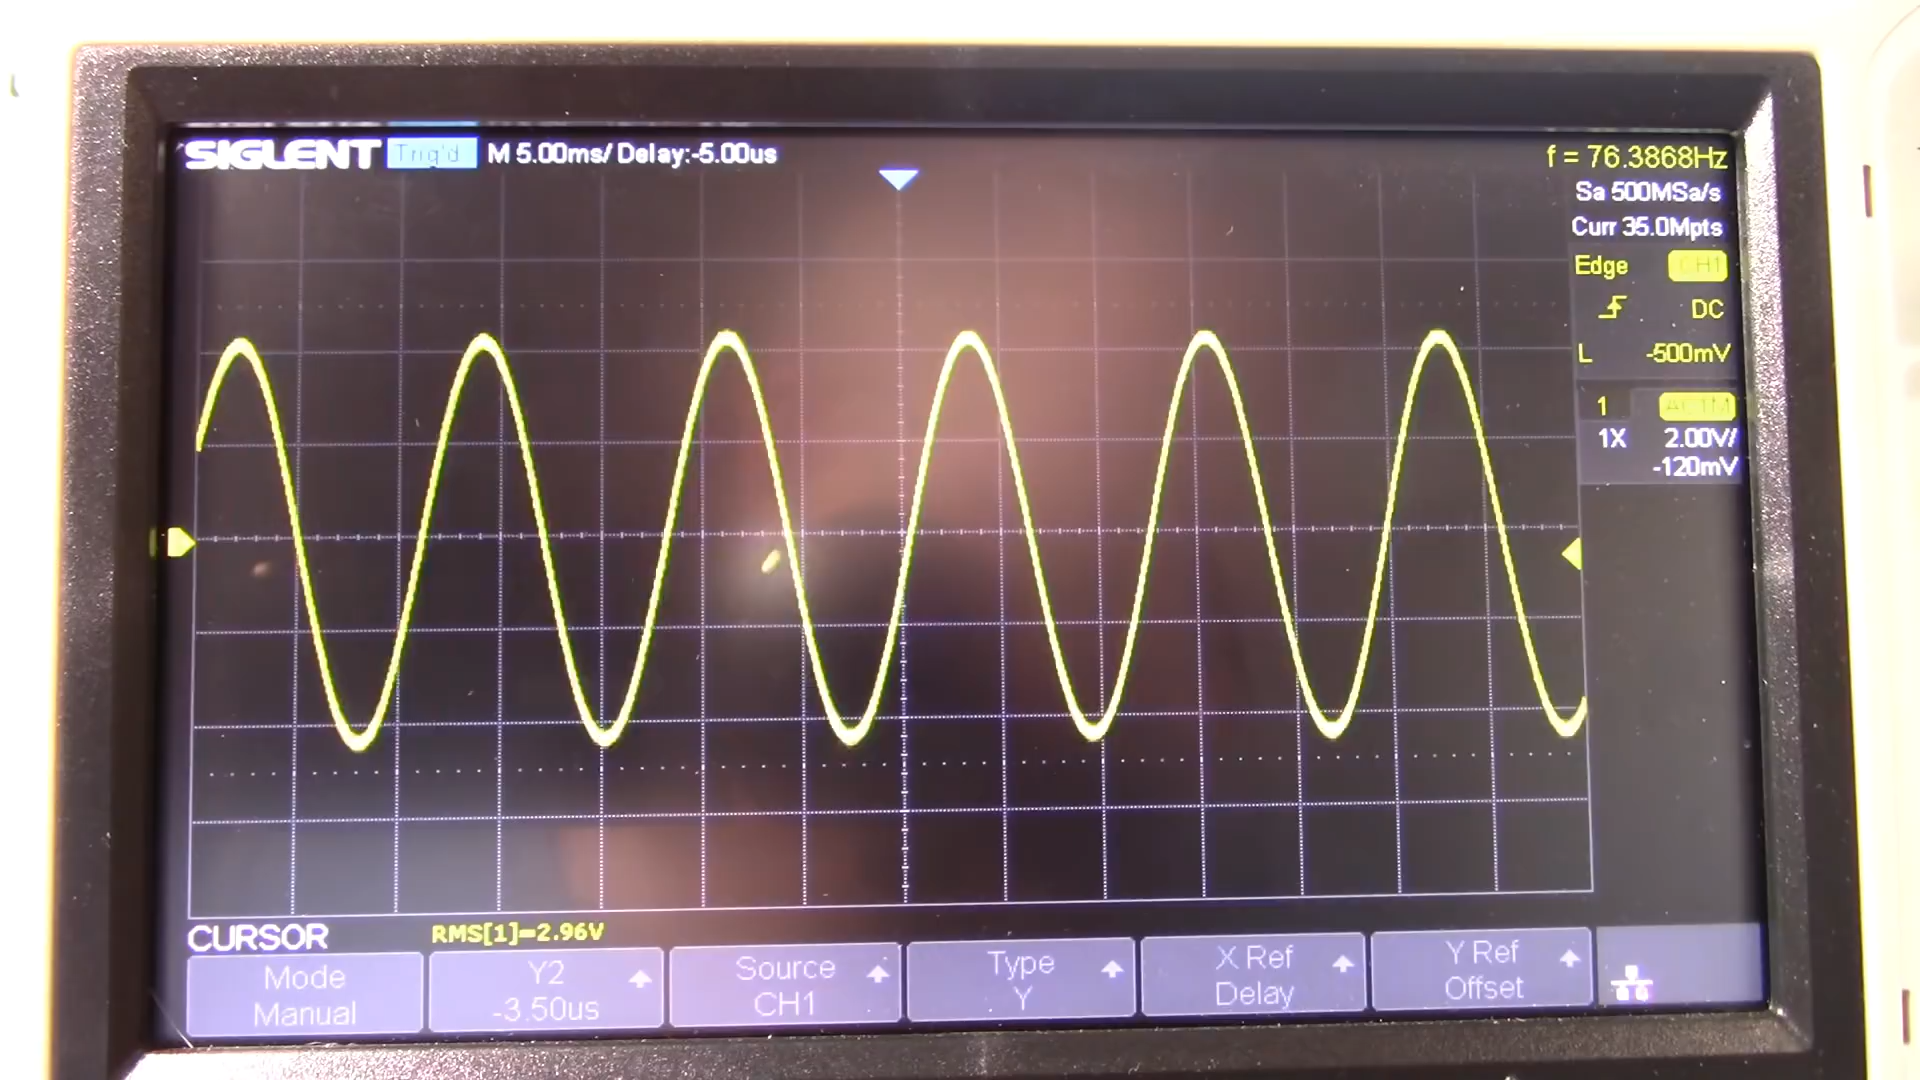 SIGLENT Trig'd M 5.00ms/ Delay:-5.00us
f = 76.3868Hz
Sa 500MSa/s
Curr 35.0Mpts
Edge CH1
DC
L -500mV
1 AC1M
1X 2.00V/
-120mV
CURSOR RMS[1]=2.96V
Mode
Manual
Y2
-3.50us
Source
CH1
Type
Y
X Ref
Delay
Y Ref
Offset